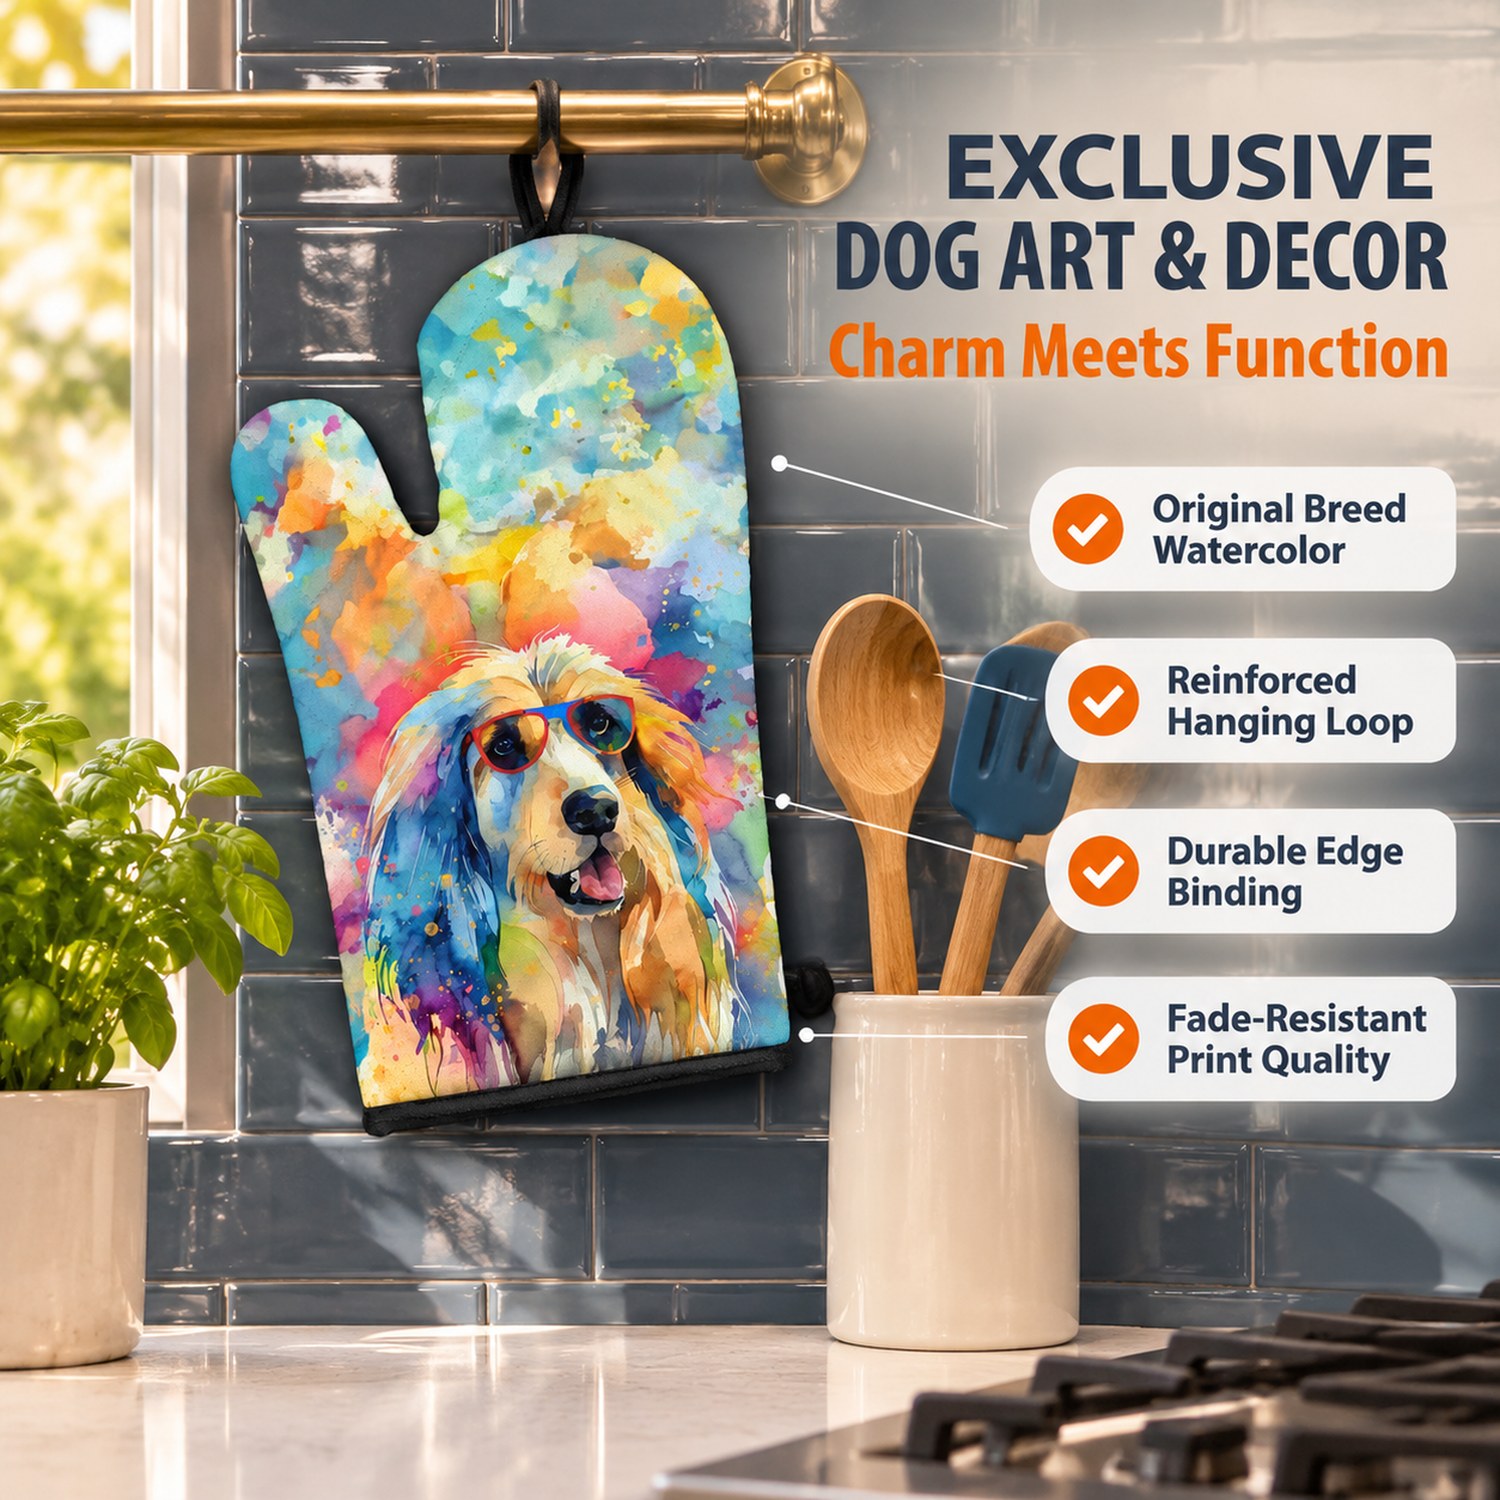 EXCLUSIVE
DOG ART & DECOR
Charm Meets Function
Original Breed
Watercolor
Reinforced
Hanging Loop
Durable Edge
Binding
Fade-Resistant
Print Quality